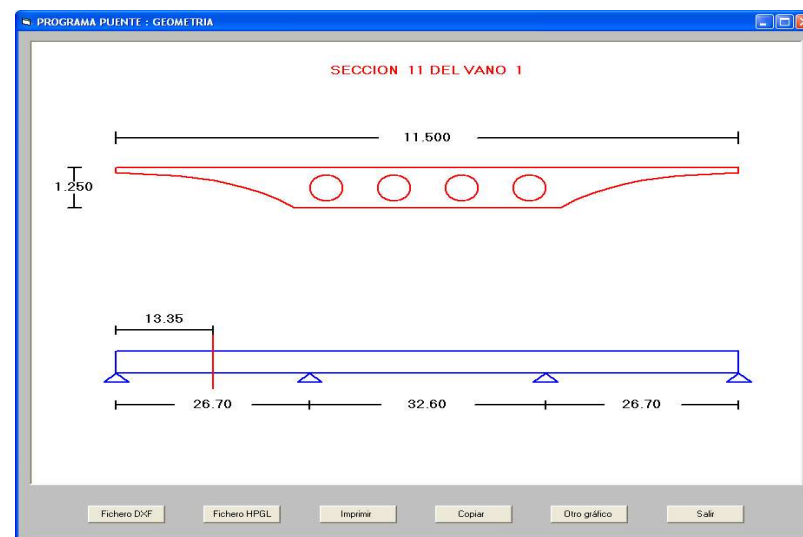 PROGRAMA PUENTE : GEOMETRIA
SECCION 11 DEL VANO 1
11.500
1.250
13.35
26.70 32.60 26.70
Fichero DXF Fichero HPGL Imprimir Copiar Otro gráfico Salir